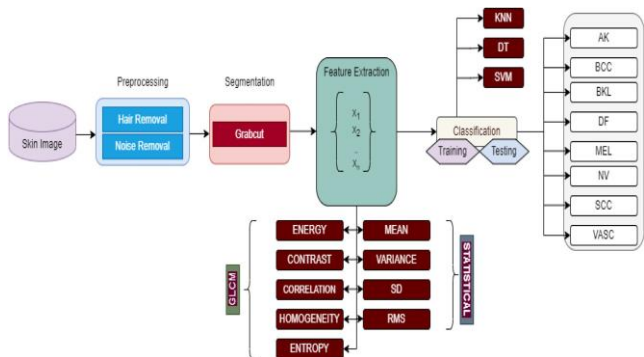 Preprocessing
Segmentation
Feature Extraction
KNN
DT
SVM
AK
BCC
BKL
DF
MEL
NV
SCC
VASC
Skin Image
Hair Removal
Noise Removal
Grabcut
X1
X2
.
Xn
Classification
Training
Testing
GLCM
ENERGY
CONTRAST
CORRELATION
HOMOGENEITY
ENTROPY
MEAN
VARIANCE
SD
RMS
STATISTICAL